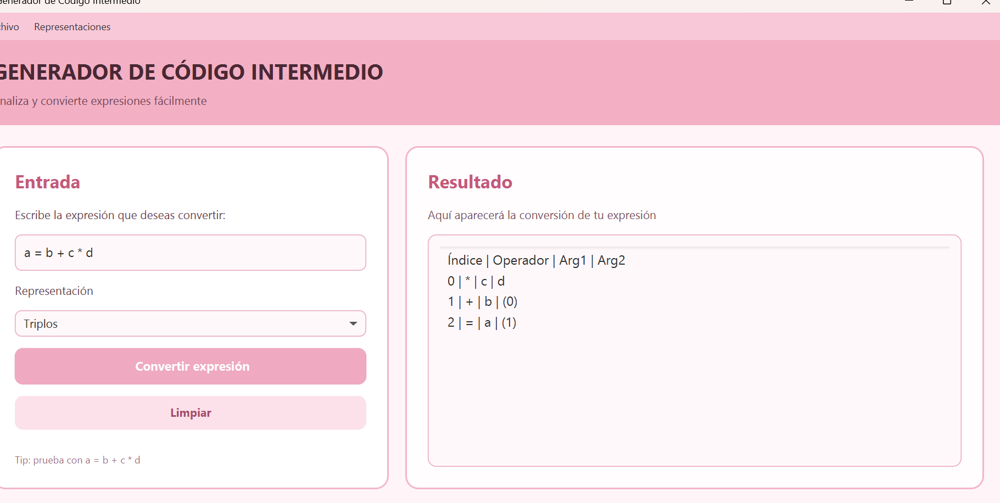 Generador de Código Intermedio
chivo Representaciones
GENERADOR DE CÓDIGO INTERMEDIO
naliza y convierte expresiones fácilmente
Entrada
Escribe la expresión que deseas convertir:
a = b + c * d
Representación
Triplos
Convertir expresión
Limpiar
Tip: prueba con a = b + c * d
Resultado
Aquí aparecerá la conversión de tu expresión
Índice | Operador | Arg1 | Arg2
0 | * | c | d
1 | + | b | (0)
2 | = | a | (1)